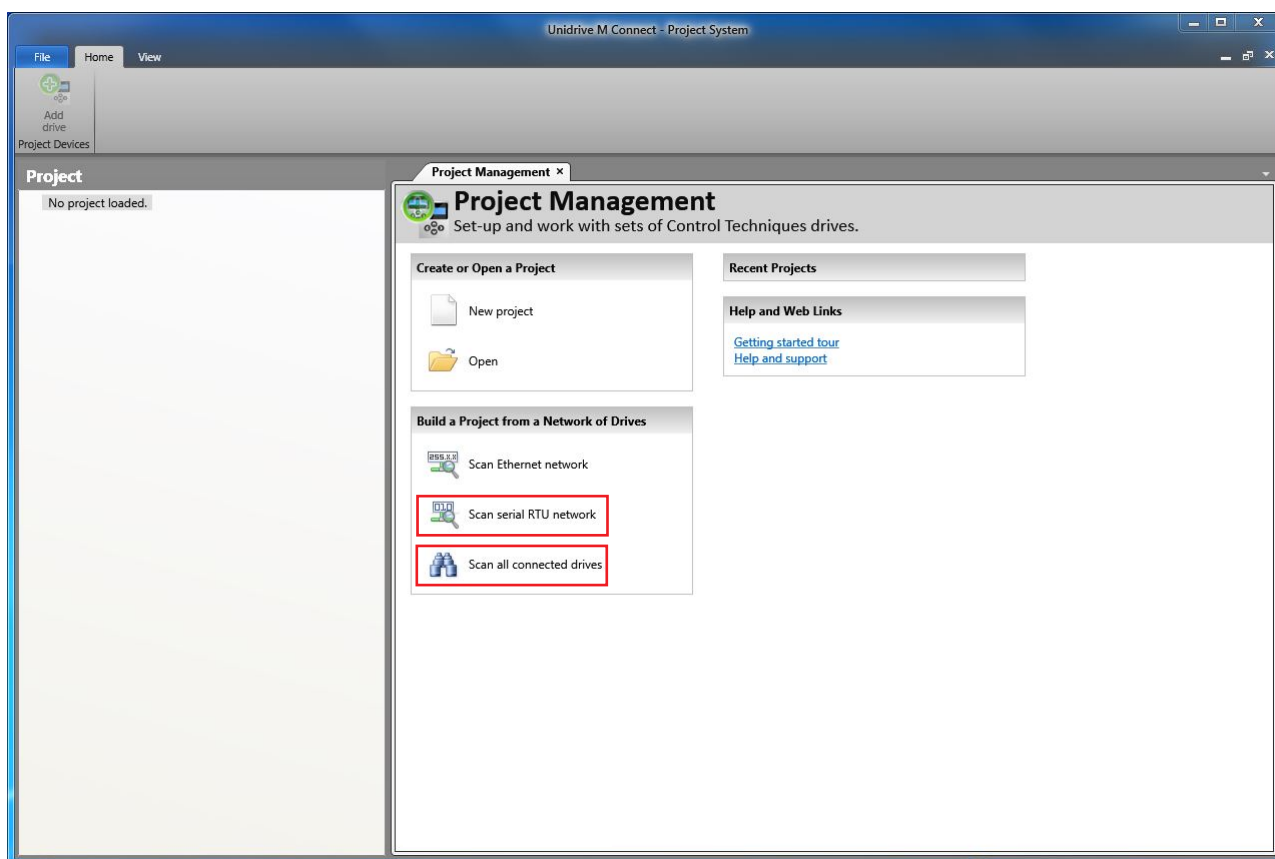 Unidrive M Connect - Project System
File Home View
Add
drive
Project Devices
Project
No project loaded.
Project Management ×
Project Management
Set-up and work with sets of Control Techniques drives.
Create or Open a Project
New project
Open
Recent Projects
Help and Web Links
Getting started tour
Help and support
Build a Project from a Network of Drives
255.X.X
Scan Ethernet network
010
Scan serial RTU network
Scan all connected drives